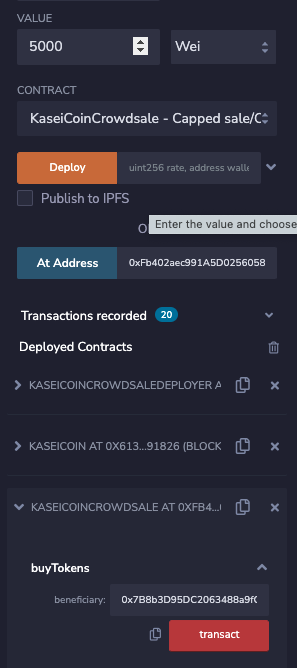 VALUE
5000
Wei
CONTRACT
KaseiCoinCrowdsale - Capped sale/C
Deploy
uint256 rate, address walle
Publish to IPFS
Enter the value and choose
At Address
0xFb402aec991A5D0256058
Transactions recorded 20
Deployed Contracts
KASEICOINCROWDSALEDEPLOYER A
KASEICOIN AT 0X613...91826 (BLOCK
KASEICOINCROWDSALE AT 0XFB4...
buyTokens
beneficiary:
0x7B8b3D95DC2063488a9f
transact